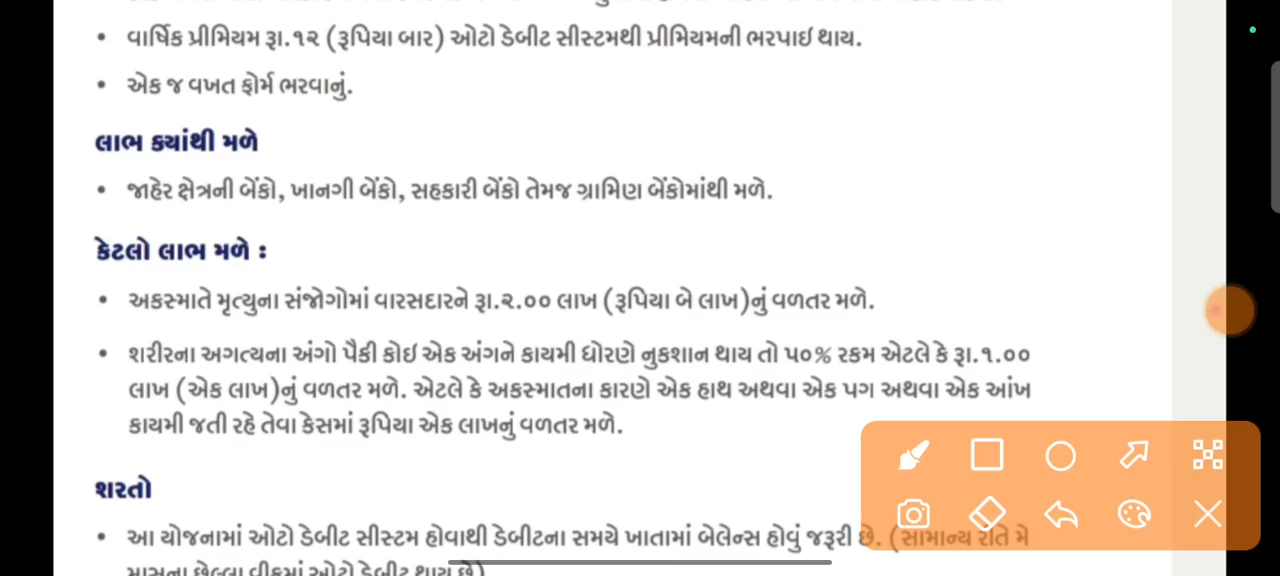 • વાર્ષિક પ્રીમિયમ રૂા.૧૨ (રૂપિયા બાર) ઓટો ડેબીટ સીસ્ટમથી પ્રીમિયમની ભરપાઇ થાય.
• એક જ વખત ફોર્મ ભરવાનું.
લાભ ક્યાંથી મળે
• જાહેર ક્ષેત્રની બેંકો, ખાનગી બેંકો, સહકારી બેંકો તેમજ ગ્રામિણ બેંકોમાંથી મળે.
કેટલો લાભ મળે :
• અકસ્માતે મૃત્યુના સંજોગોમાં વારસદારને રૂા.૨.૦૦ લાખ (રૂપિયા બે લાખ)નું વળતર મળે.
• શરીરના અગત્યના અંગો પૈકી કોઇ એક અંગને કાયમી ધોરણે નુકશાન થાય તો ૫૦% રકમ એટલે કે રૂા.૧.૦૦
લાખ (એક લાખ)નું વળતર મળે. એટલે કે અકસ્માતના કારણે એક હાથ અથવા એક પગ અથવા એક આંખ
કાયમી જતી રહે તેવા કેસમાં રૂપિયા એક લાખનું વળતર મળે.
શરતો
• આ યોજનામાં ઓટો ડેબીટ સીસ્ટમ હોવાથી ડેબીટના સમયે ખાતામાં બેલેન્સ હોવું જરૂરી છે. (સામાન્ય રીતે મે
માસના છેલ્લા વીકમાં ઓટો ડેબીટ થાય છે)